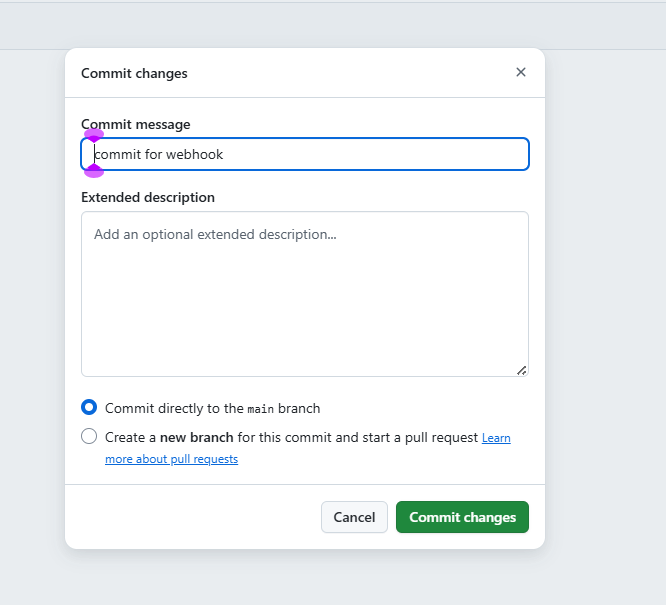 Commit changes
Commit message
commit for webhook
Extended description
Add an optional extended description...
Commit directly to the main branch
Create a new branch for this commit and start a pull request Learn
more about pull requests
Cancel
Commit changes